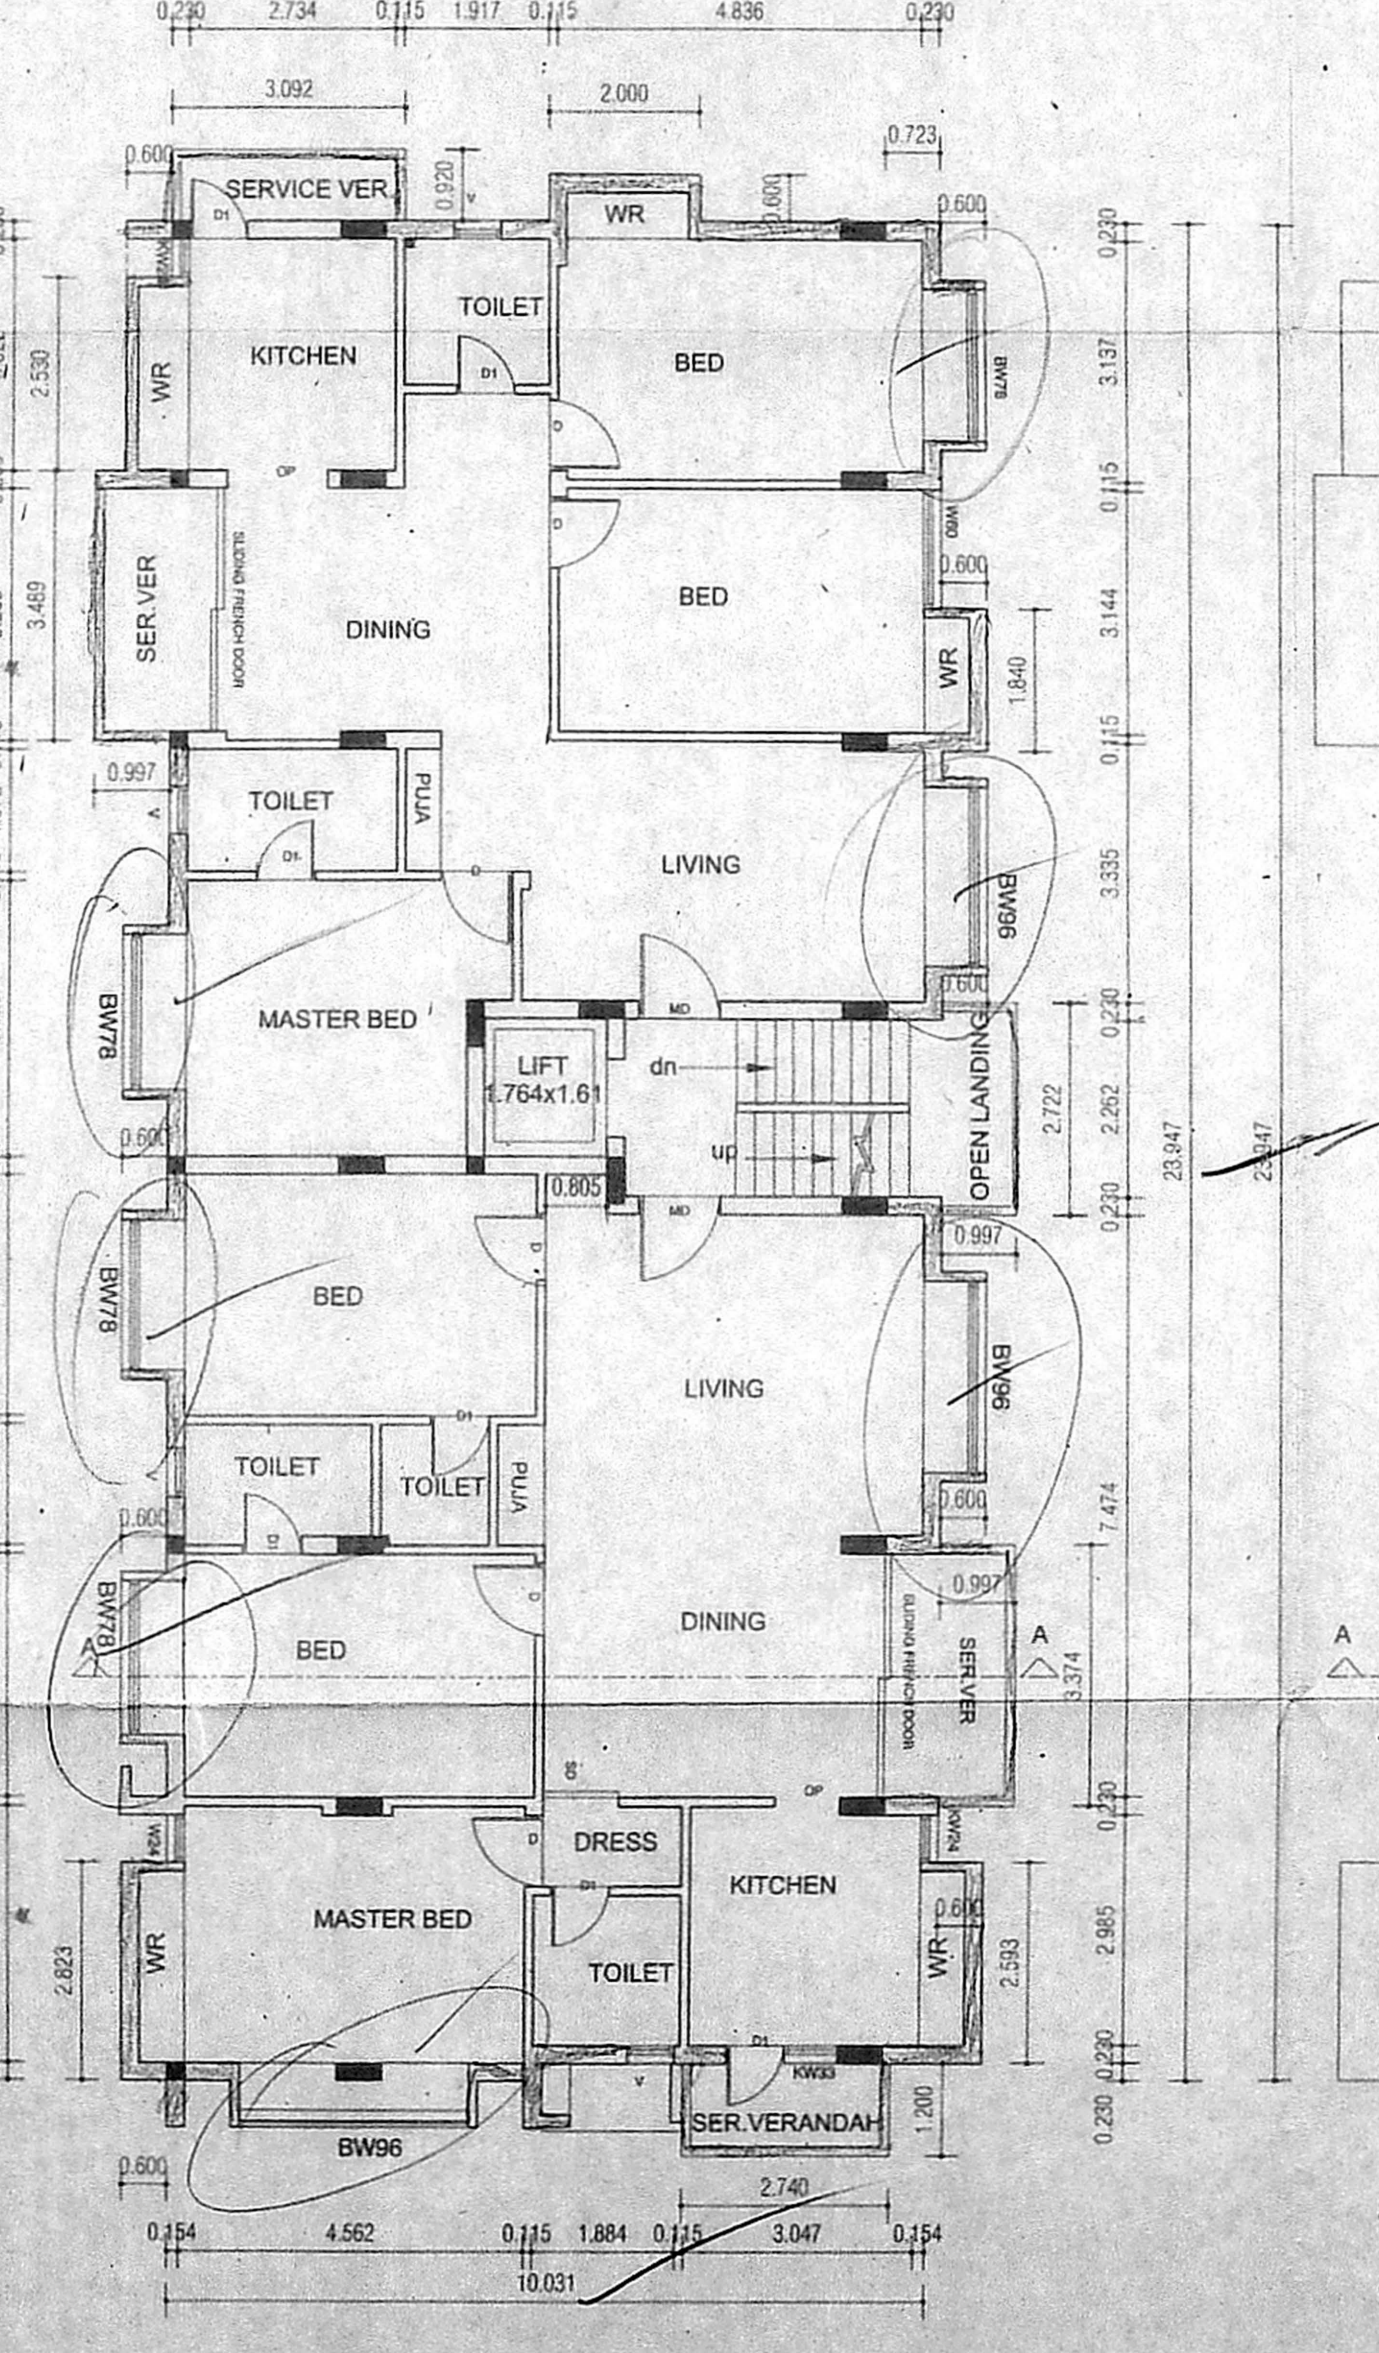 0.230 2.734 0.115 1.917 0.115 4.836 0.230
3.092
2.000
0.723
0.600
0.920
0.600
0.600
0.230
SERVICE VER
D1
V
WR
TOILET
D1
KITCHEN
WR
BED
BW78
2.530
3.137
OP
D
0.115
D
W60
0.600
SER.VER
SLIDING FRENCH DOOR
DINING
BED
3.489
3.144
WR
1.840
0.115
0.997
V
TOILET
D1
PUJA
D
LIVING
BW96
3.335
0.600
BW78
MASTER BED
MD
0.230
LIFT
1.764x1.61
dn
up
OPEN LANDING
2.722
2.262
23.947
23.947
0.600
0.805
MD
0.230
0.997
BW78
BED
D
LIVING
BW96
D1
TOILET
TOILET
PUJA
V
0.600
0.600
7.474
D1
0.997
BW78
A
BED
D
DINING
SLIDING FRENCH DOOR
SER.VER
A
3.374
A
SD
OP
0.230
W24
D
DRESS
D1
KW24
KITCHEN
MASTER BED
WR
0.600
WR
2.823
TOILET
2.593
2.985
D1
KW33
V
0.230
SER.VERANDAH
1.200
0.230
BW96
0.600
2.740
0.154 4.562 0.115 1.884 0.115 3.047 0.154
10.031